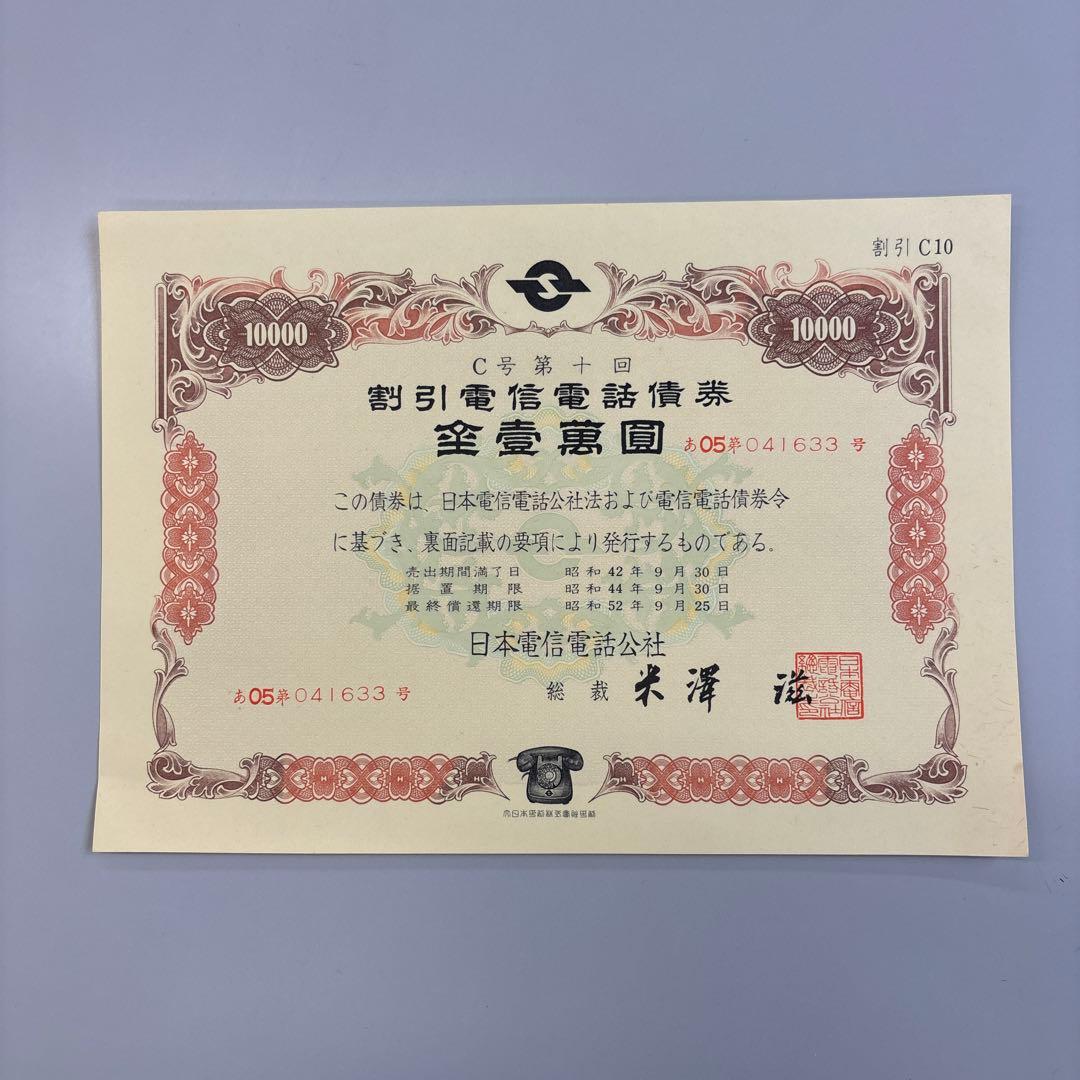 割引 C10
10000
10000
C号第十回
割引電信電話債券
金壹萬圓
あ05第041633号
この債券は、日本電信電話公社法および電信電話債券令
に基づき、裏面記載の要項により発行するものである。
売出期間満了日 昭和42年9月30日
据置期限 昭和44年9月30日
最終償還期限 昭和52年9月25日
日本電信電話公社
総裁 米澤 滋
あ05第041633号